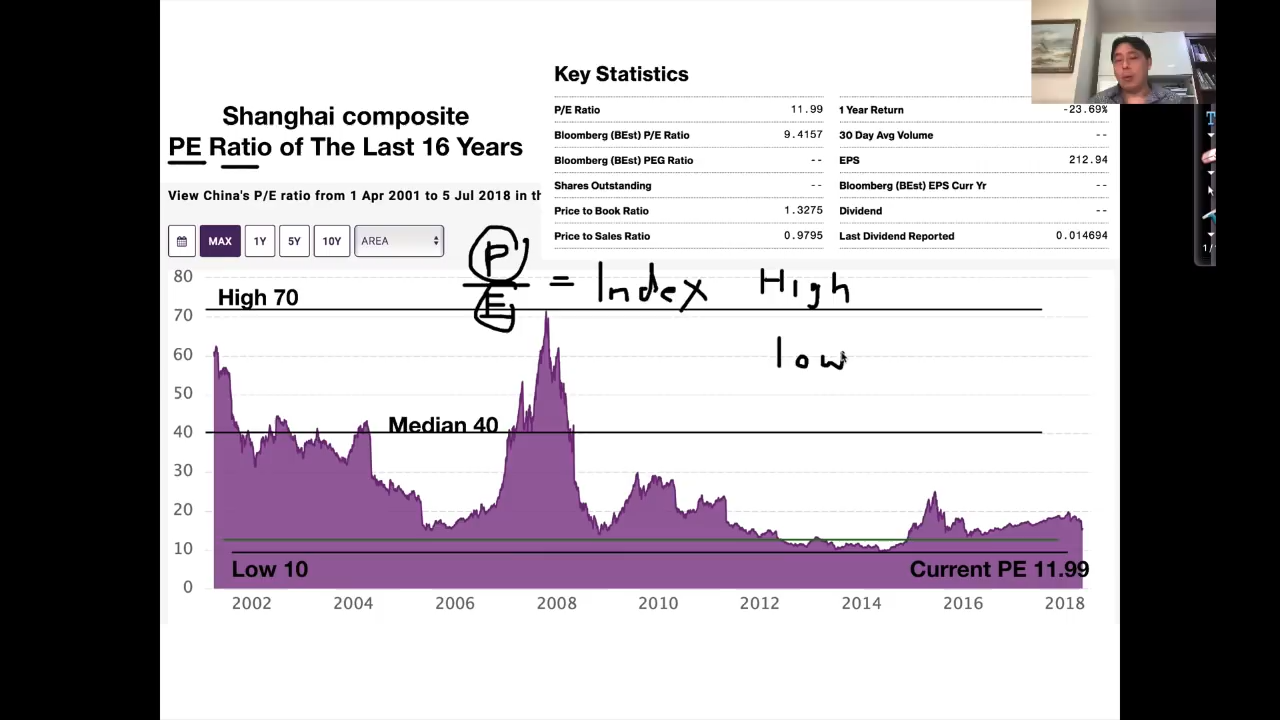 Shanghai composite
PE Ratio of The Last 16 Years
View China's P/E ratio from 1 Apr 2001 to 5 Jul 2018 in th
MAX 1Y 5Y 10Y AREA
Key Statistics
P/E Ratio 11.99
Bloomberg (BEst) P/E Ratio 9.4157
Bloomberg (BEst) PEG Ratio --
Shares Outstanding --
Price to Book Ratio 1.3275
Price to Sales Ratio 0.9795
1 Year Return -23.69%
30 Day Avg Volume --
EPS 212.94
Bloomberg (BEst) EPS Curr Yr --
Dividend --
Last Dividend Reported 0.014694
P
E
= Index High
low
High 70
Median 40
Low 10
Current PE 11.99
80
70
60
50
40
30
20
10
0
2002 2004 2006 2008 2010 2012 2014 2016 2018